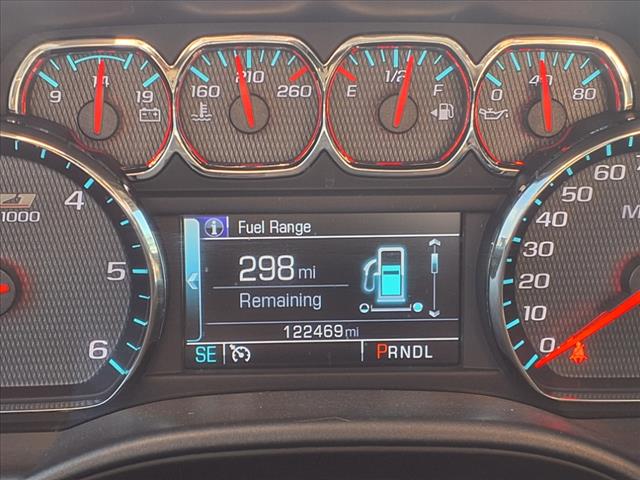 9 14 19
160 210 260
E 1/2 F
0 40 80
x1000
4
5
6
i Fuel Range
298 mi
Remaining
122469 mi
SE PRNDL
60
50
40
30
20
10
0